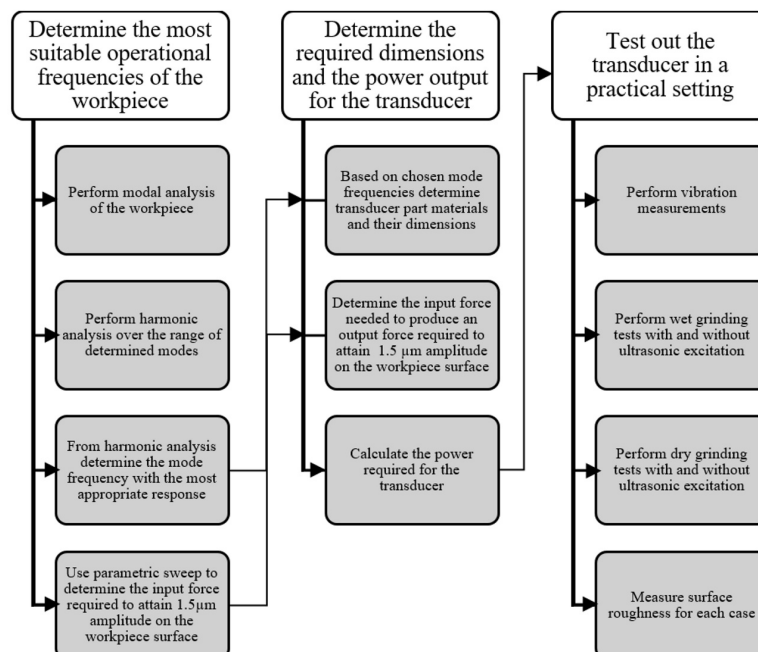 Determine the most
suitable operational
frequencies of the
workpiece
Perform modal analysis
of the workpiece
Perform harmonic
analysis over the range of
determined modes
From harmonic analysis
determine the mode
frequency with the most
appropriate response
Use parametric sweep to
determine the input force
required to attain 1.5µm
amplitude on the
workpiece surface
Determine the
required dimensions
and the power output
for the transducer
Based on chosen mode
frequencies determine
transducer part materials
and their dimensions
Determine the input force
needed to produce an
output force required to
attain 1.5 µm amplitude
on the workpiece surface
Calculate the power
required for the
transducer
Test out the
transducer in a
practical setting
Perform vibration
measurements
Perform wet grinding
tests with and without
ultrasonic excitation
Perform dry grinding
tests with and without
ultrasonic excitation
Measure surface
roughness for each case